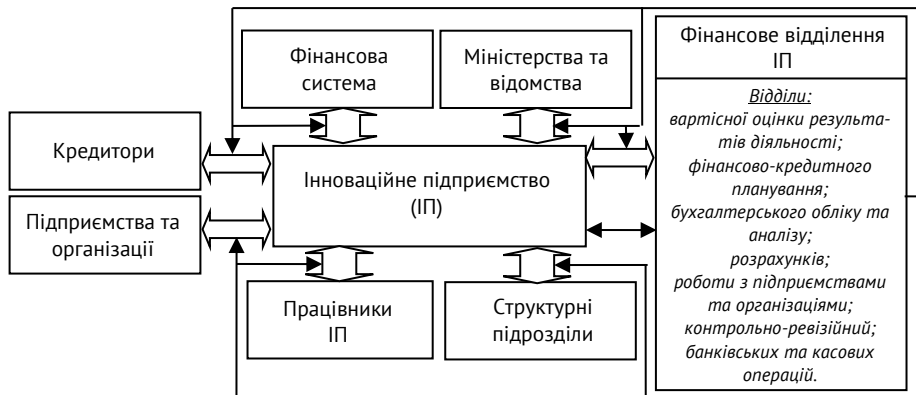 Фінансова
система
Міністерства та
відомства
Фінансове відділення
ІП
Відділи:
вартісної оцінки результа-
тів діяльності;
фінансово-кредитного
планування;
бухгалтерського обліку та
аналізу;
розрахунків;
роботи з підприємствами
та організаціями;
контрольно-ревізійний;
банківських та касових
операцій.
Кредитори
Інноваційне підприємство
(ІП)
Підприємства та
організації
Працівники
ІП
Структурні
підрозділи